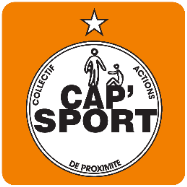 COLLECTIF ACTIONS
CAP'
SPORT
DE PROXIMITE